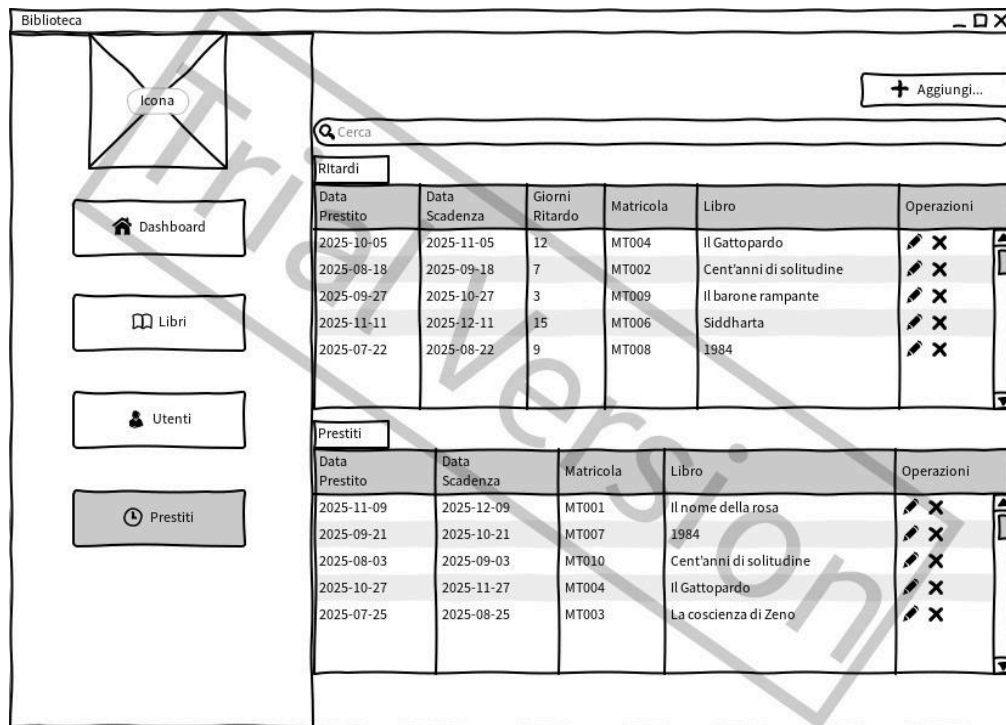 Biblioteca
Icona
Aggiungi...
Cerca
Dashboard
Libri
Utenti
Prestiti
RItardi
Data Prestito Data Scadenza Giorni Ritardo Matricola Libro Operazioni
2025-10-05 2025-11-05 12 MT004 Il Gattopardo
2025-08-18 2025-09-18 7 MT002 Cent'anni di solitudine
2025-09-27 2025-10-27 3 MT009 Il barone rampante
2025-11-11 2025-12-11 15 MT006 Siddharta
2025-07-22 2025-08-22 9 MT008 1984
Prestiti
Data Prestito Data Scadenza Matricola Libro Operazioni
2025-11-09 2025-12-09 MT001 Il nome della rosa
2025-09-21 2025-10-21 MT007 1984
2025-08-03 2025-09-03 MT010 Cent'anni di solitudine
2025-10-27 2025-11-27 MT004 Il Gattopardo
2025-07-25 2025-08-25 MT003 La coscienza di Zeno
Trial Version